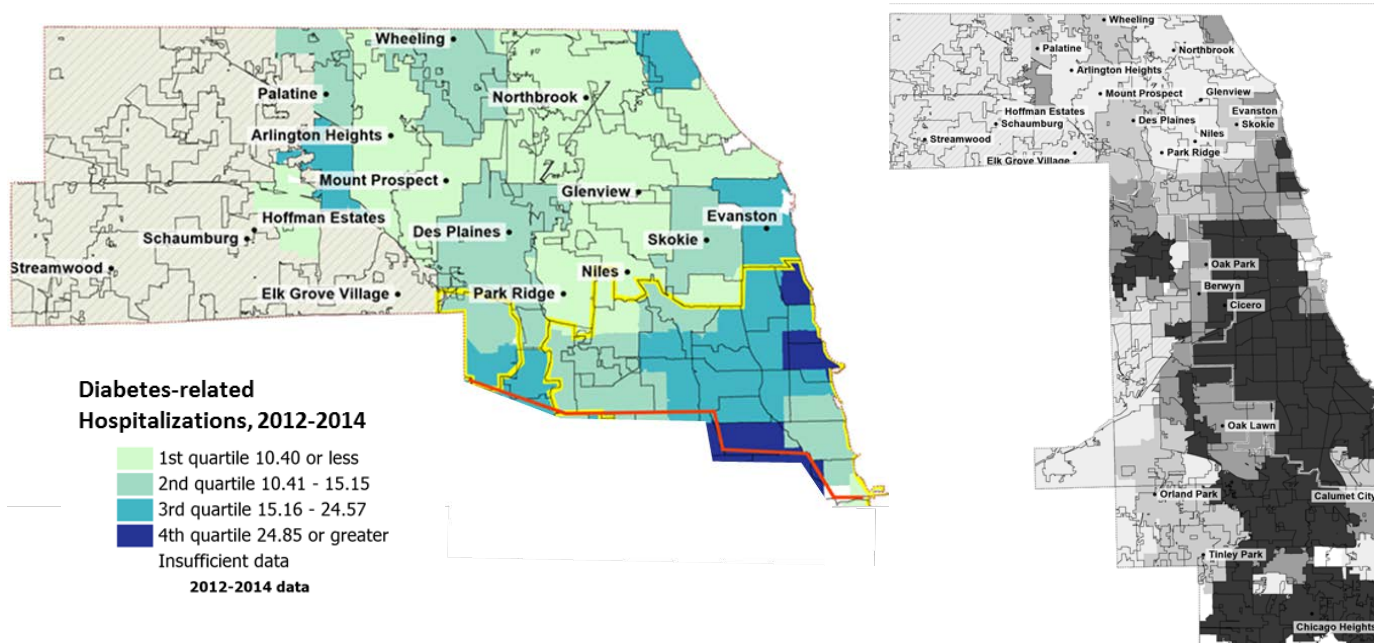 Wheeling
Palatine
Northbrook
Arlington Heights
Mount Prospect
Glenview
Hoffman Estates
Evanston
Schaumburg
Des Plaines
Skokie
Streamwood
Niles
Elk Grove Village
Park Ridge
Diabetes-related
Hospitalizations, 2012-2014
1st quartile 10.40 or less
2nd quartile 10.41 - 15.15
3rd quartile 15.16 - 24.57
4th quartile 24.85 or greater
Insufficient data
2012-2014 data
Wheeling
Palatine
Northbrook
Arlington Heights
Mount Prospect
Glenview
Hoffman Estates
Evanston
Schaumburg
Des Plaines
Skokie
Streamwood
Niles
Elk Grove Village
Park Ridge
Oak Park
Berwyn
Cicero
Oak Lawn
Orland Park
Calumet City
Tinley Park
Chicago Heights